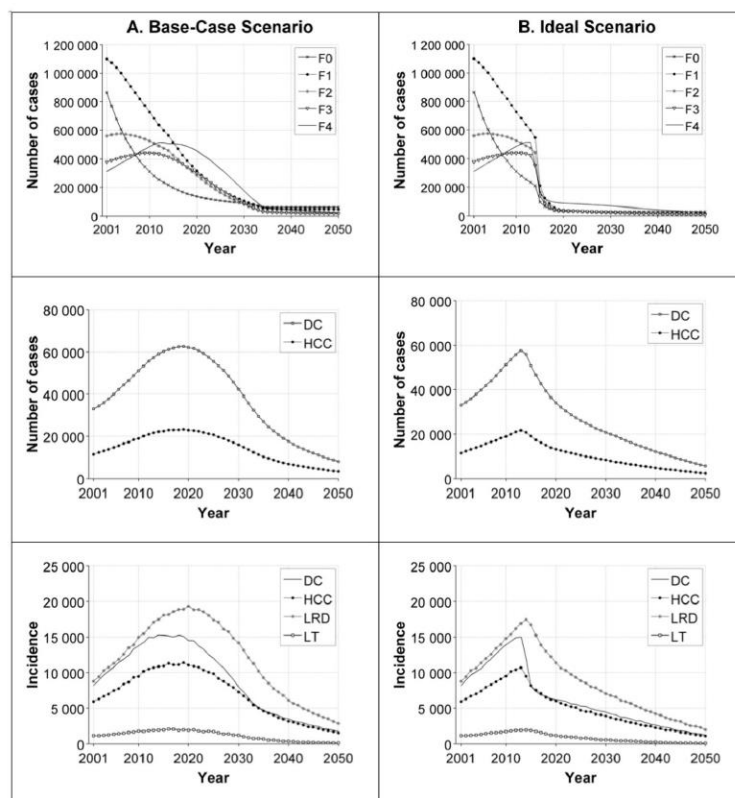 A. Base-Case Scenario
1 200 000
1 000 000
800 000
600 000
400 000
200 000
0
Number of cases
F0
F1
F2
F3
F4
2001 2010 2020 2030 2040 2050
Year
B. Ideal Scenario
1 200 000
1 000 000
800 000
600 000
400 000
200 000
0
Number of cases
F0
F1
F2
F3
F4
2001 2010 2020 2030 2040 2050
Year
80 000
60 000
40 000
20 000
0
Number of cases
DC
HCC
2001 2010 2020 2030 2040 2050
Year
80 000
60 000
40 000
20 000
0
Number of cases
DC
HCC
2001 2010 2020 2030 2040 2050
Year
25 000
20 000
15 000
10 000
5 000
0
Incidence
DC
HCC
LRD
LT
2001 2010 2020 2030 2040 2050
Year
25 000
20 000
15 000
10 000
5 000
0
Incidence
DC
HCC
LRD
LT
2001 2010 2020 2030 2040 2050
Year